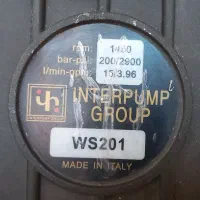 rpm: 1450
bar-psi: 200/2900
l/min-gpm: 15/3.96
INTERPUMP
GROUP
WS201
MADE IN ITALY